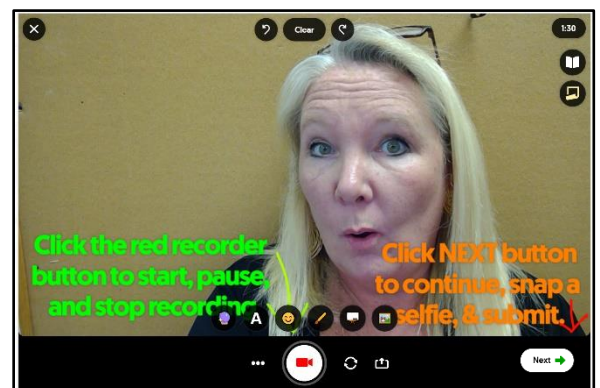 Clear
1:30
Click the red recorder
button to start, pause,
and stop recording.
Click NEXT button
to continue, snap a
selfie, & submit.
A
Next